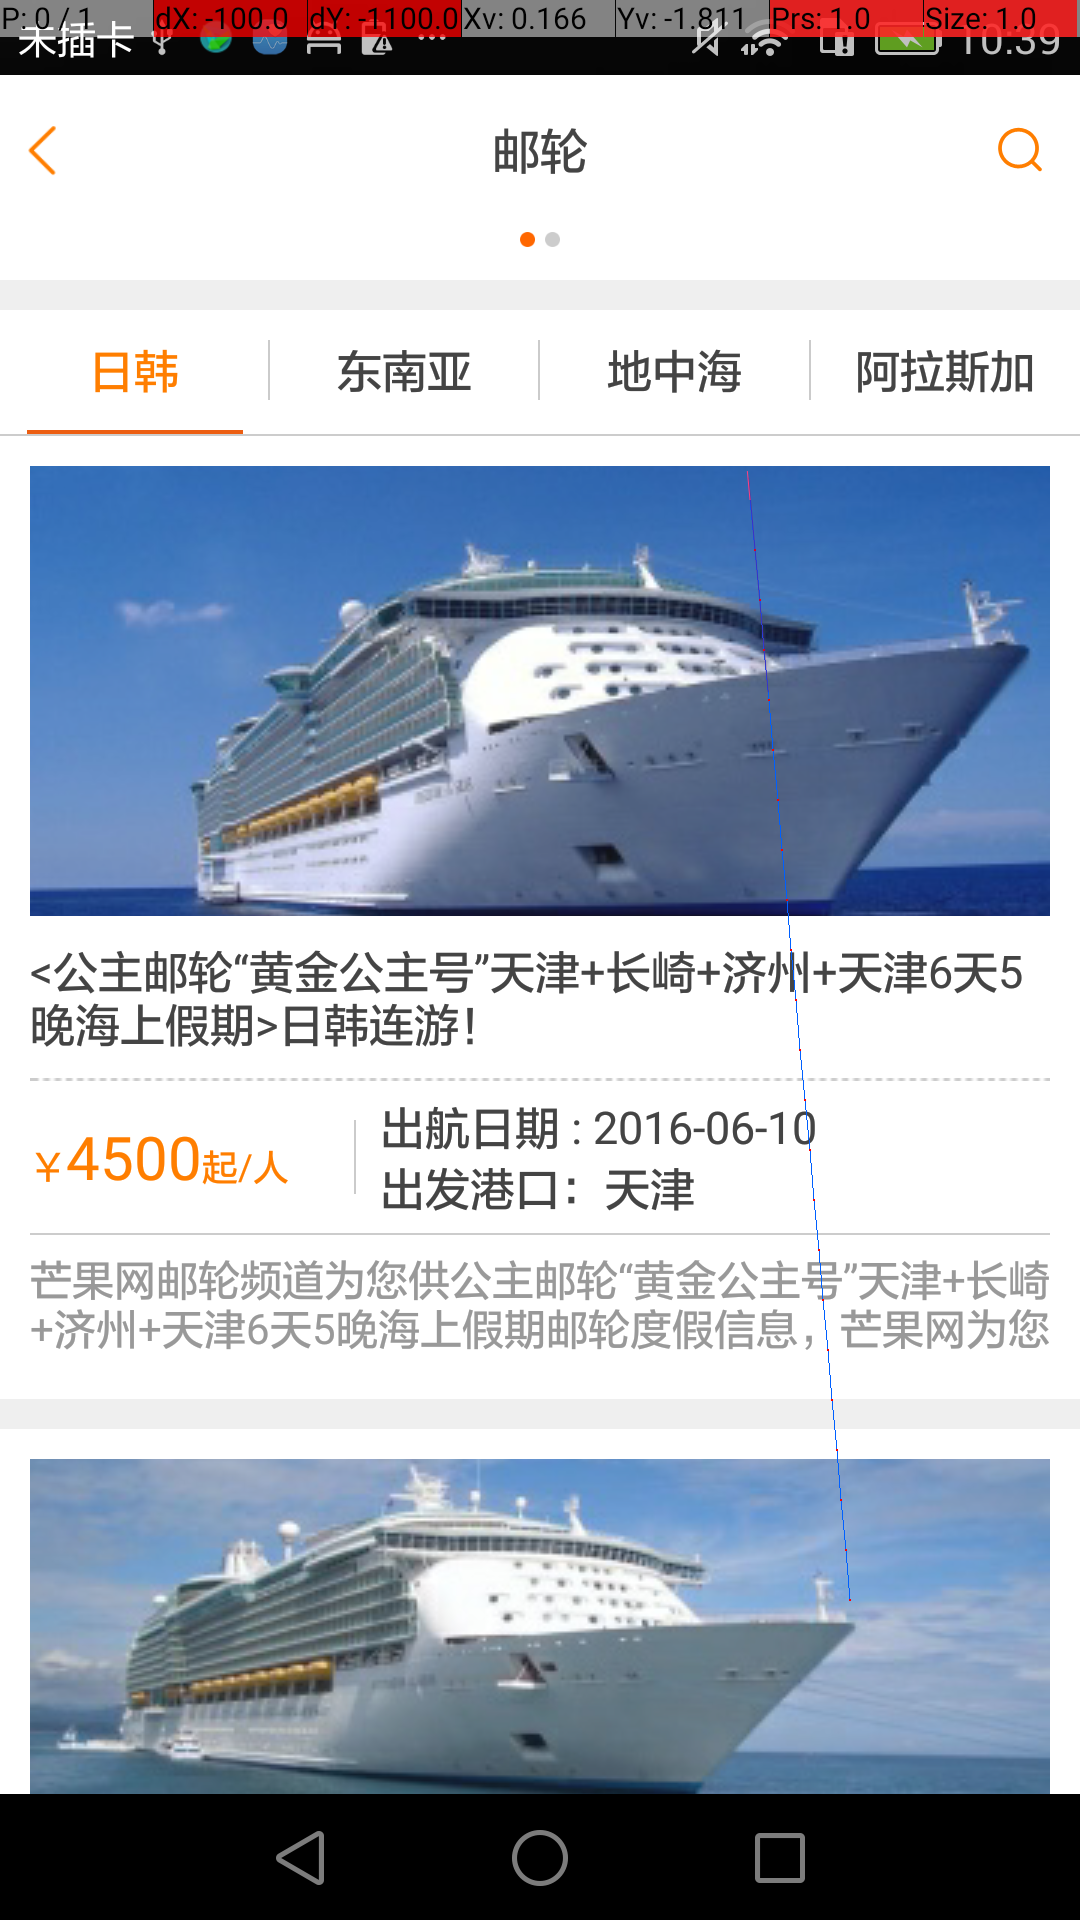 P: 0 / 1 dX: -100.0 dY: -1100.0 Xv: 0.166 Yv: -1.811 Prs: 1.0 Size: 1.0
未插卡 10:39
邮轮
日韩 东南亚 地中海 阿拉斯加
<公主邮轮“黄金公主号”天津+长崎+济州+天津6天5
晚海上假期>日韩连游!
¥4500起/人
出航日期 : 2016-06-10
出发港口：天津
芒果网邮轮频道为您供公主邮轮“黄金公主号”天津+长崎
+济州+天津6天5晚海上假期邮轮度假信息，芒果网为您